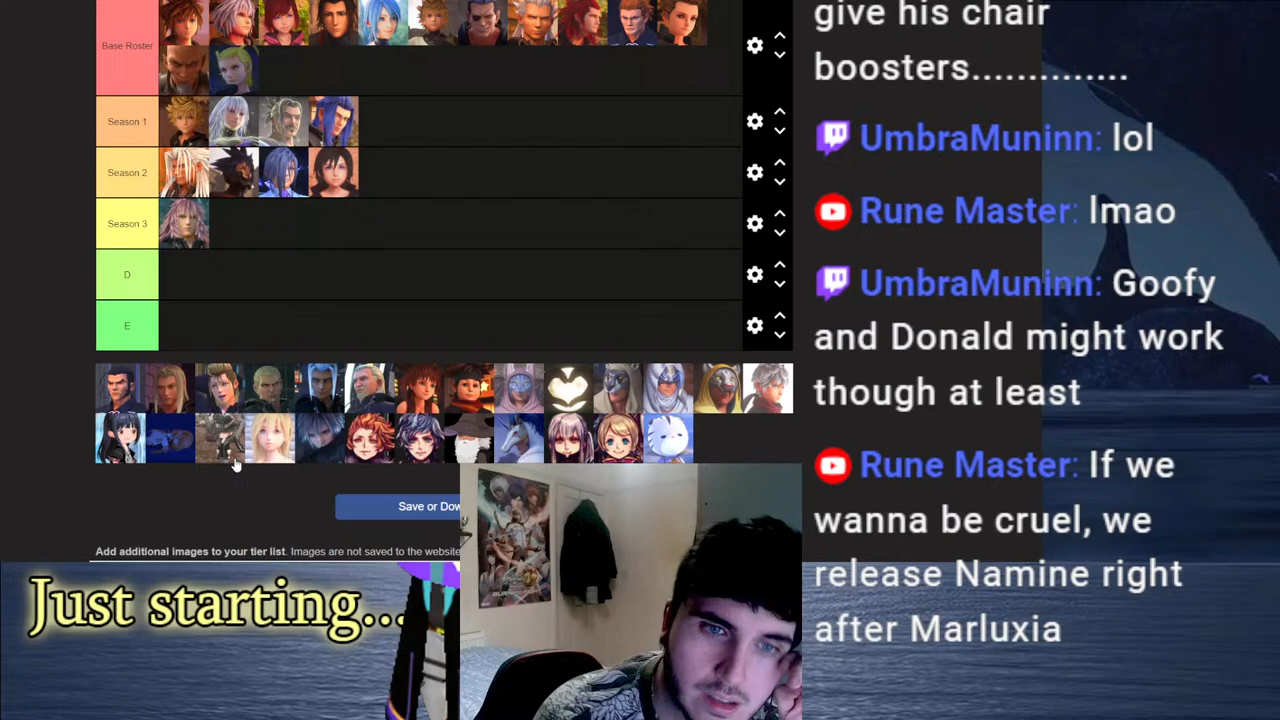 Base Roster
Season 1
Season 2
Season 3
D
E
Save or Dow
Add additional images to your tier list. Images are not saved to the website
Just starting...
give his chair
boosters..............
UmbraMuninn: lol
Rune Master: lmao
UmbraMuninn: Goofy
and Donald might work
though at least
Rune Master: If we
wanna be cruel, we
release Namine right
after Marluxia